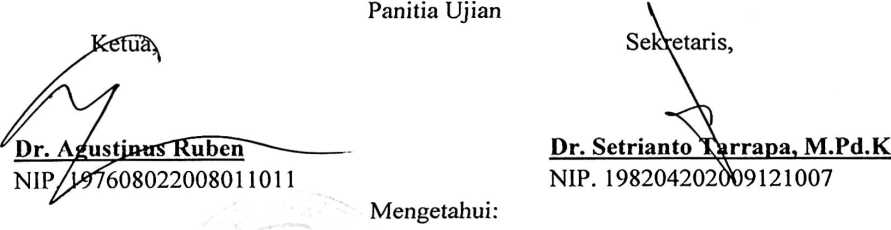 Panitia Ujian
Ketua,
Sekretaris,
Dr. Agustinus Ruben
Dr. Setrianto Tarrapa, M.Pd.K
NIP. 197608022008011011
NIP. 198204202009121007
Mengetahui: